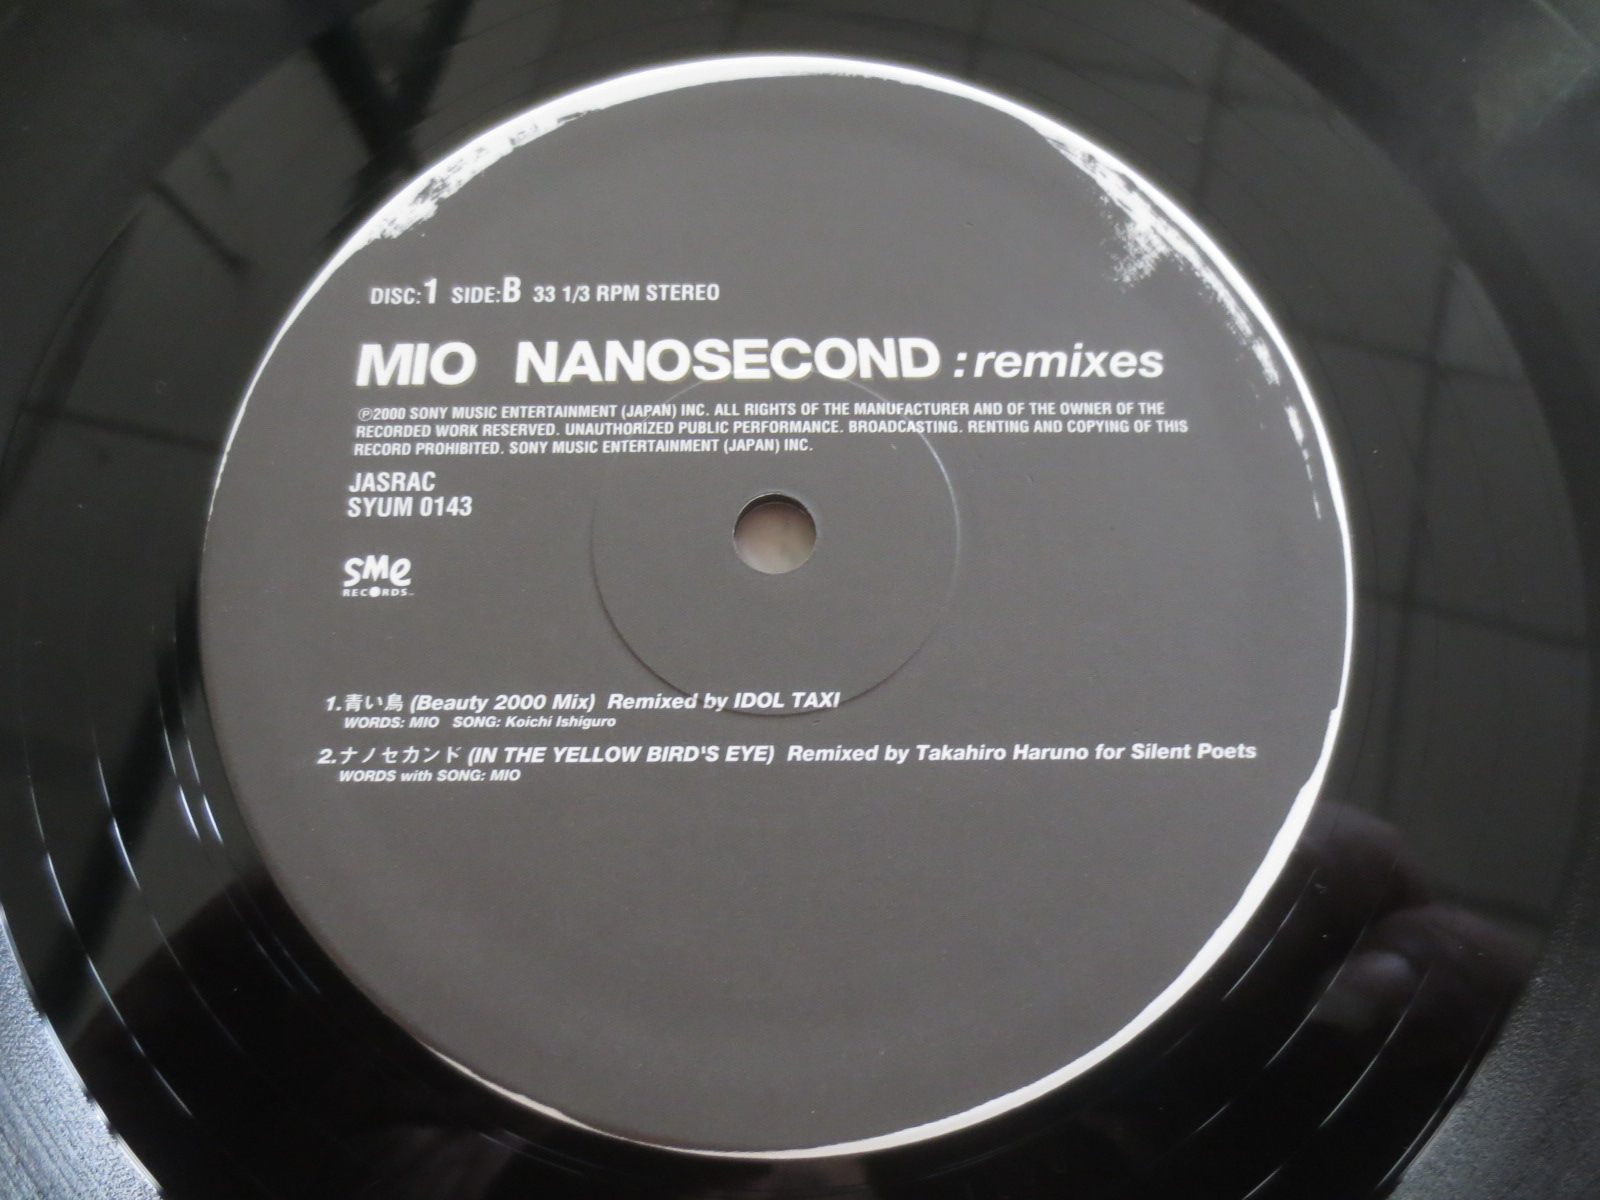 DISC:1 SIDE:B 33 1/3 RPM STEREO
MIO NANOSECOND :remixes
℗2000 SONY MUSIC ENTERTAINMENT (JAPAN) INC. ALL RIGHTS OF THE MANUFACTURER AND OF THE OWNER OF THE
RECORDED WORK RESERVED. UNAUTHORIZED PUBLIC PERFORMANCE. BROADCASTING. RENTING AND COPYING OF THIS
RECORD PROHIBITED. SONY MUSIC ENTERTAINMENT (JAPAN) INC.
JASRAC
SYUM 0143
SMe
RECORDS™
1.青い鳥 (Beauty 2000 Mix) Remixed by IDOL TAXI
WORDS: MIO SONG: Koichi Ishiguro
2.ナノセカンド (IN THE YELLOW BIRD'S EYE) Remixed by Takahiro Haruno for Silent Poets
WORDS with SONG: MIO